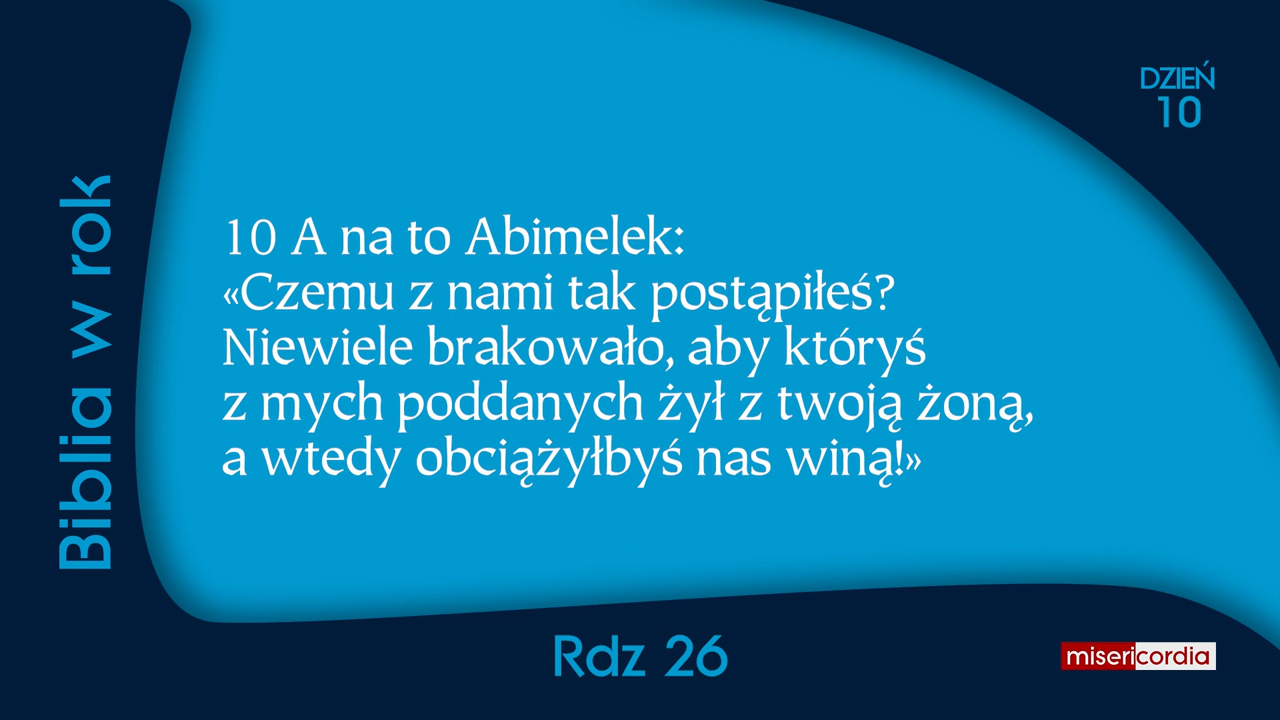 DZIEŃ
10
Biblia w rok
10 A na to Abimelek:
«Czemu z nami tak postąpiłeś?
Niewiele brakowało, aby któryś
z mych poddanych żył z twoją żoną,
a wtedy obciążyłbyś nas winą!»
Rdz 26
misericordia